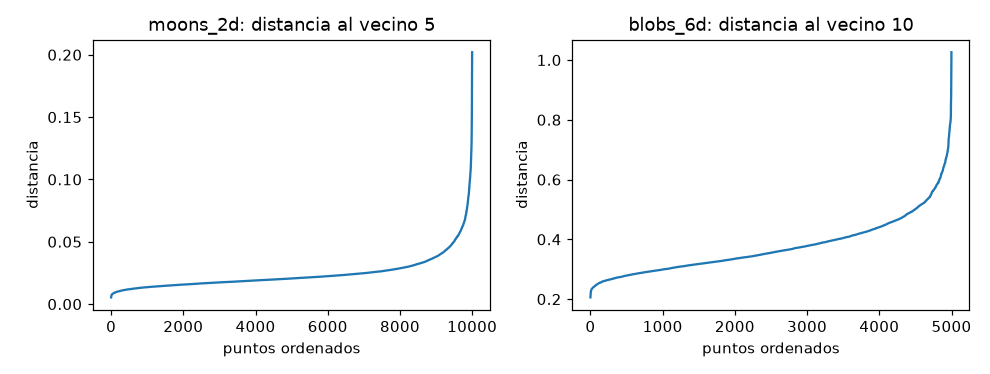 moons_2d: distancia al vecino 5
0.20
0.15
0.10
0.05
0.00
distancia
0 2000 4000 6000 8000 10000
puntos ordenados
blobs_6d: distancia al vecino 10
1.0
0.8
0.6
0.4
0.2
distancia
0 1000 2000 3000 4000 5000
puntos ordenados